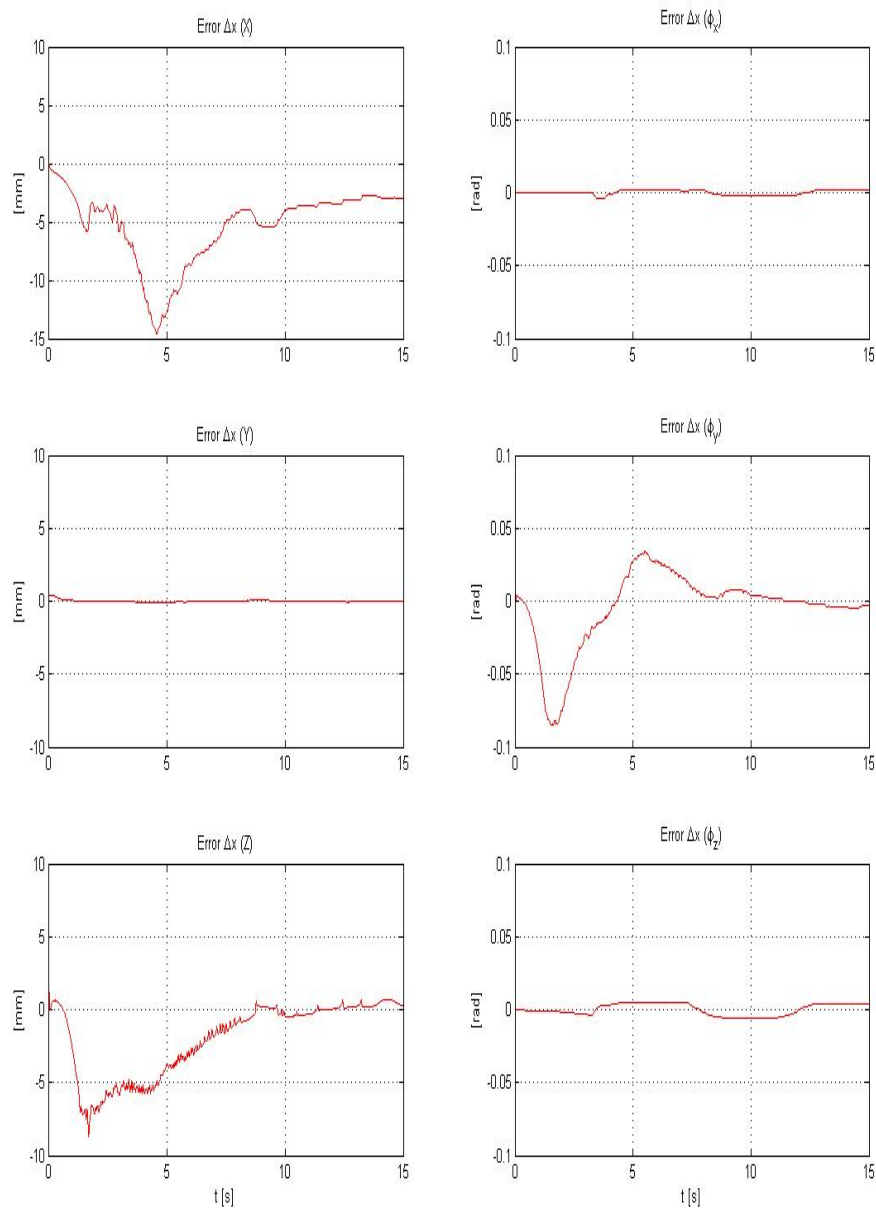 Error Δx (X)
10
5
0
-5
-10
-15
[mm]
0 5 10 15
Error Δx (ϕx)
0.1
0.05
0
-0.05
-0.1
[rad]
0 5 10 15
Error Δx (Y)
10
5
0
-5
-10
[mm]
0 5 10 15
Error Δx (ϕy)
0.1
0.05
0
-0.05
-0.1
[rad]
0 5 10 15
Error Δx (Z)
10
5
0
-5
-10
[mm]
0 5 10 15
t [s]
Error Δx (ϕz)
0.1
0.05
0
-0.05
-0.1
[rad]
0 5 10 15
t [s]